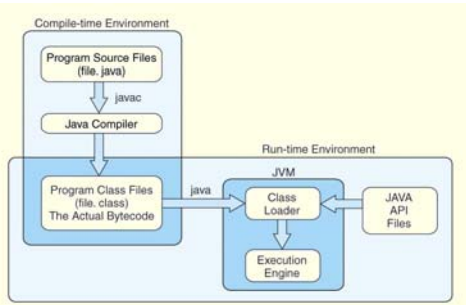 Compile-time Environment
Program Source Files
(file. java)
javac
Java Compiler
Run-time Environment
JVM
Program Class Files
(file. class)
The Actual Bytecode
java
Class
Loader
JAVA
API
Files
Execution
Engine